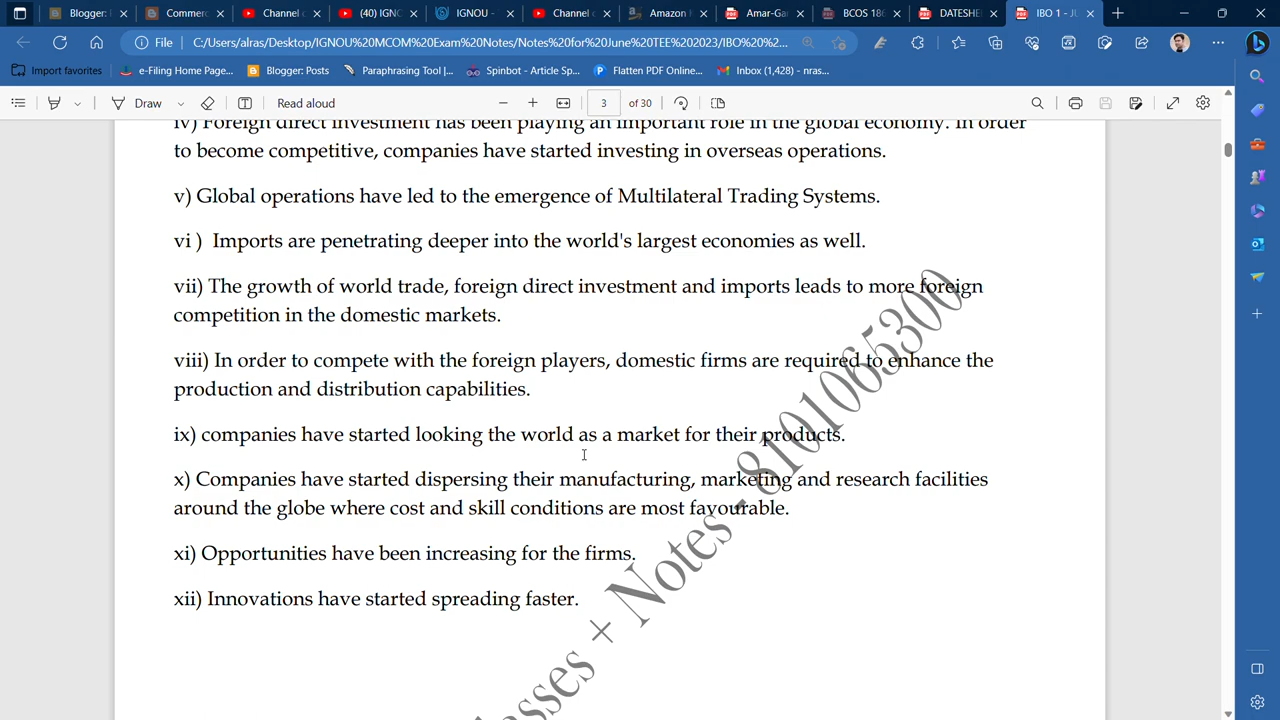 Blogger: F
Commerc
Channel c
(40) IGNC
IGNOU -
Channel c
Amazon
Amar-Ga
BCOS 186
DATESHE
IBO 1 - JU
File
C:/Users/alras/Desktop/IGNOU%20MCOM%20Exam%20Notes/Notes%20for%20June%20TEE%202023/IBO%20%2...
Import favorites
e-Filing Home Page...
Blogger: Posts
Paraphrasing Tool |...
Spinbot - Article Sp...
Flatten PDF Online...
Inbox (1,428) - nras...
Draw
Read aloud
3
of 30
iv) Foreign direct investment has been playing an important role in the global economy. In order
to become competitive, companies have started investing in overseas operations.
v) Global operations have led to the emergence of Multilateral Trading Systems.
vi ) Imports are penetrating deeper into the world's largest economies as well.
vii) The growth of world trade, foreign direct investment and imports leads to more foreign
competition in the domestic markets.
viii) In order to compete with the foreign players, domestic firms are required to enhance the
production and distribution capabilities.
ix) companies have started looking the world as a market for their products.
x) Companies have started dispersing their manufacturing, marketing and research facilities
around the globe where cost and skill conditions are most favourable.
xi) Opportunities have been increasing for the firms.
xii) Innovations have started spreading faster.
asses + Notes - 8101065300